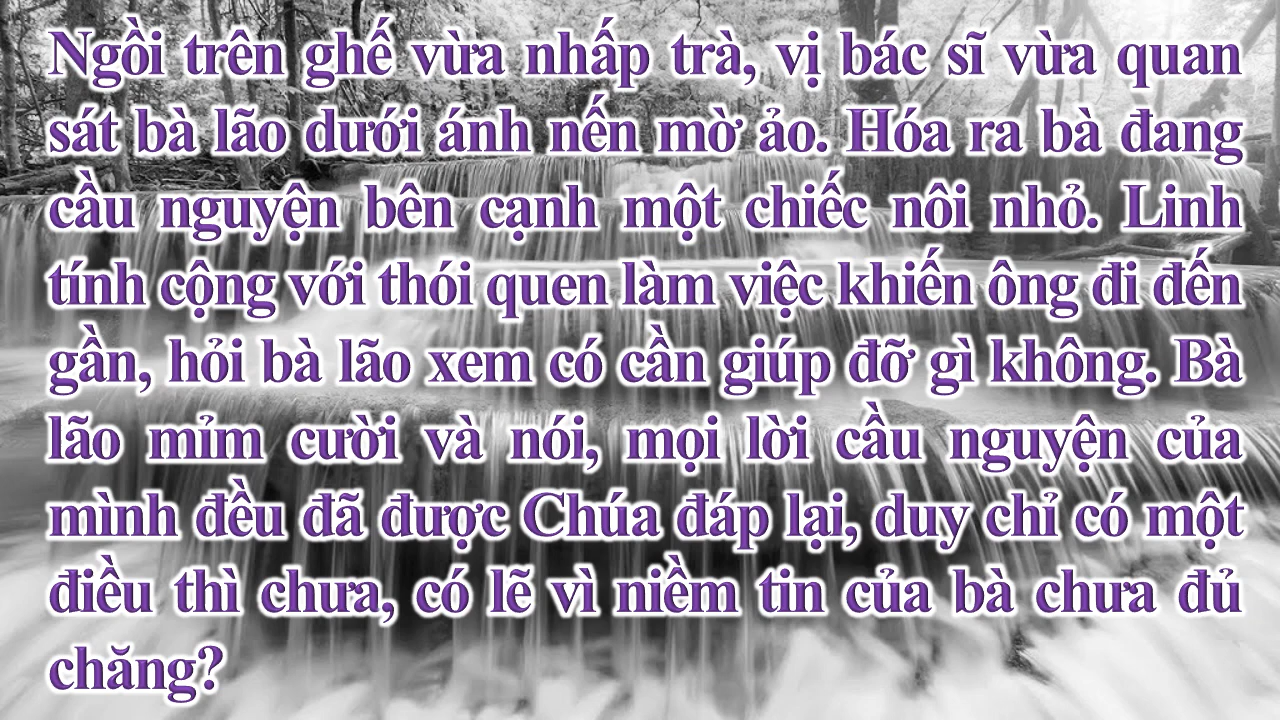 Ngồi trên ghế vừa nhấp trà, vị bác sĩ vừa quan
sát bà lão dưới ánh nến mờ ảo. Hóa ra bà đang
cầu nguyện bên cạnh một chiếc nôi nhỏ. Linh
tính cộng với thói quen làm việc khiến ông đi đến
gần, hỏi bà lão xem có cần giúp đỡ gì không. Bà
lão mỉm cười và nói, mọi lời cầu nguyện của
mình đều đã được Chúa đáp lại, duy chỉ có một
điều thì chưa, có lẽ vì niềm tin của bà chưa đủ
chăng?